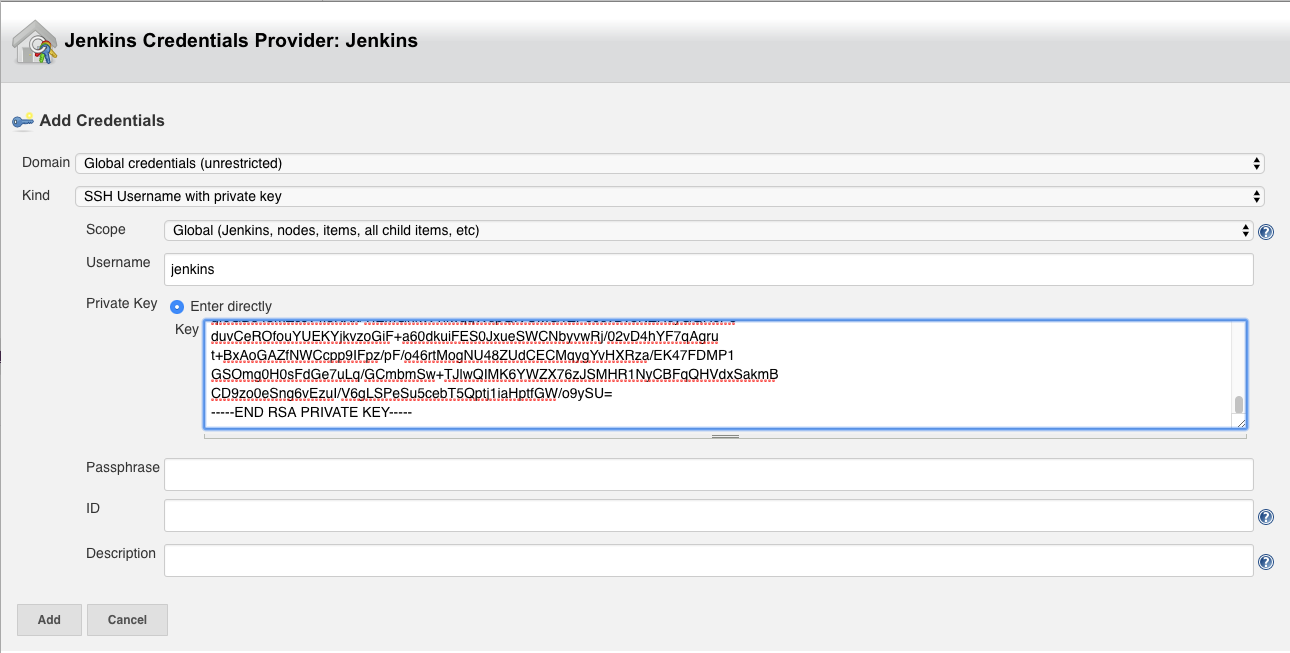 Jenkins Credentials Provider: Jenkins
Add Credentials
Domain Global credentials (unrestricted)
Kind SSH Username with private key
Scope Global (Jenkins, nodes, items, all child items, etc)
Username jenkins
Private Key Enter directly
Key
duvCeROfouYUEKYjkvzoGiF+a60dkuiFES0JxueSWCNbyvwRj/02vD4hYF7qAgru
t+BxAoGAZfNWCcpp9IFpz/pF/o46rtMogNU48ZUdCECMqygYvHXRza/EK47FDMP1
GSOmg0H0sFdGe7uLq/GCmbmSw+TJlwQIMK6YWZX76zJSMHR1NyCBFqQHVdxSakmB
CD9zo0eSng6vEzuI/V6gLSPeSu5cebT5Qptj1iaHptfGW/o9ySU=
-----END RSA PRIVATE KEY-----
Passphrase
ID
Description
Add Cancel